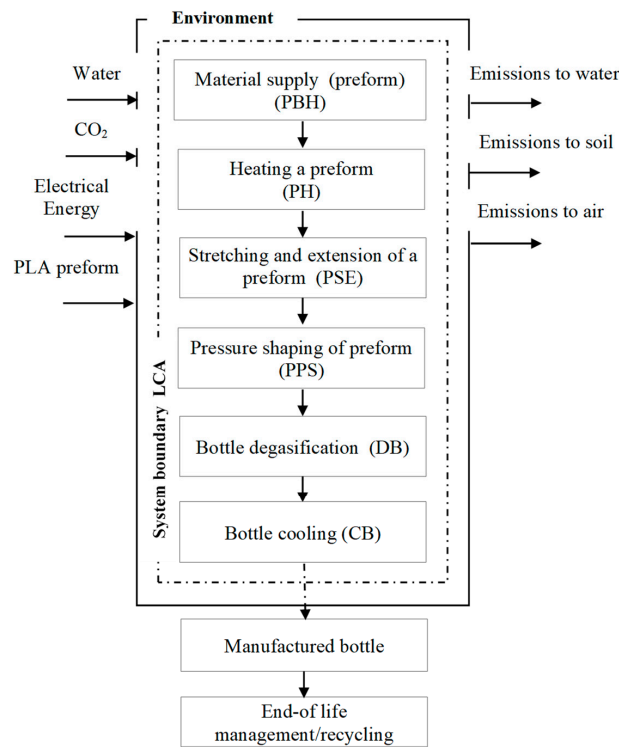 Environment
Water
CO₂
Electrical
Energy
PLA preform
Material supply (preform)
(PBH)
Heating a preform
(PH)
Stretching and extension of a
preform (PSE)
Pressure shaping of preform
(PPS)
Bottle degasification (DB)
Bottle cooling (CB)
System boundary LCA
Emissions to water
Emissions to soil
Emissions to air
Manufactured bottle
End-of life
management/recycling